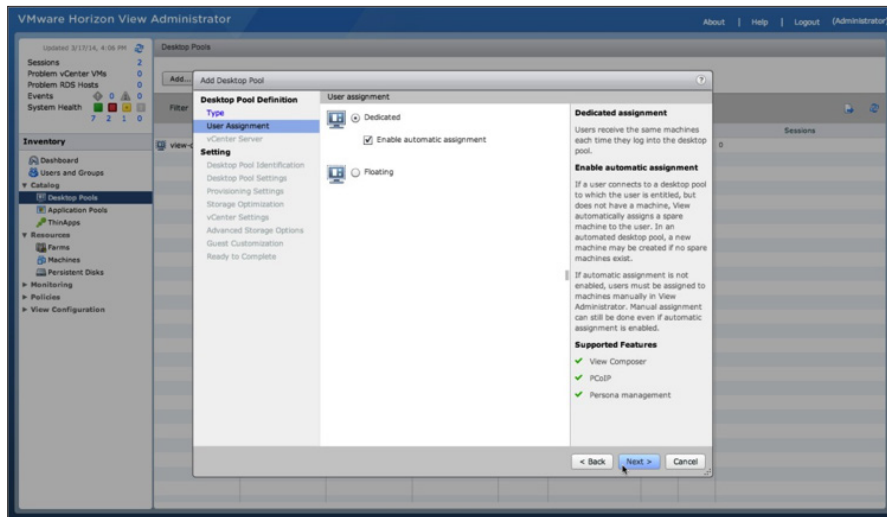 VMware Horizon View Administrator
About | Help | Logout (Administrator)
Updated 3/17/14, 4:06 PM
Sessions 2
Problem vCenter VMs 0
Problem RDS Hosts 0
Events 0 0
System Health
7 2 1 0
Inventory
Dashboard
Users and Groups
Catalog
Desktop Pools
Application Pools
ThinApps
Resources
Farms
Machines
Persistent Disks
Monitoring
Policies
View Configuration
Desktop Pools
Add...
Filter
Sessions
view-
0
Add Desktop Pool
?
Desktop Pool Definition
Type
User Assignment
vCenter Server
Setting
Desktop Pool Identification
Desktop Pool Settings
Provisioning Settings
Storage Optimization
vCenter Settings
Advanced Storage Options
Guest Customization
Ready to Complete
User assignment
Dedicated
Enable automatic assignment
Floating
Dedicated assignment
Users receive the same machines
each time they log into the desktop
pool.
Enable automatic assignment
If a user connects to a desktop pool
to which the user is entitled, but
does not have a machine, View
automatically assigns a spare
machine to the user. In an
automated desktop pool, a new
machine may be created if no spare
machines exist.
If automatic assignment is not
enabled, users must be assigned to
machines manually in View
Administrator. Manual assignment
can still be done even if automatic
assignment is enabled.
Supported Features
View Composer
PCoIP
Persona management
< Back
Next >
Cancel